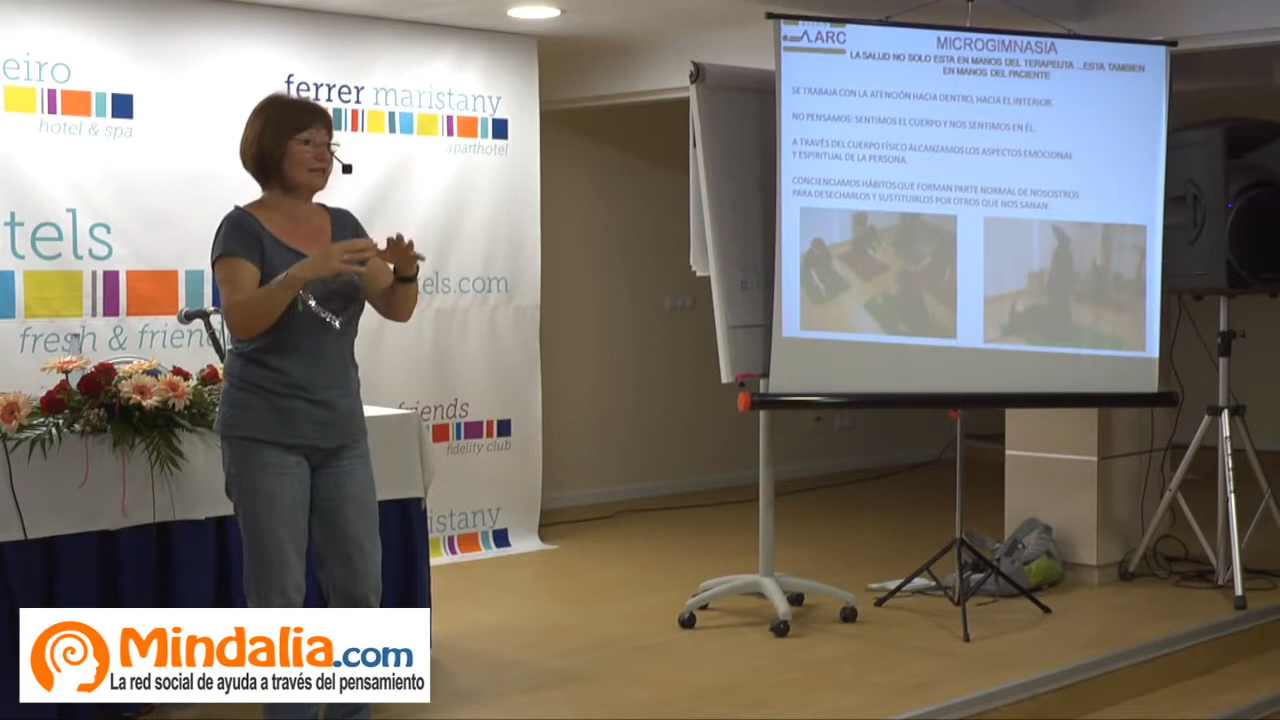 eiro
hotel & spa
ferrer maristany
aparthotel
tels
fresh & friend
tels.com
friends
fidelity club
istany
ARC
MICROGIMNASIA
LA SALUD NO SOLO ESTA EN MANOS DEL TERAPEUTA ...ESTA TAMBIEN
EN MANOS DEL PACIENTE
SE TRABAJA CON LA ATENCIÓN HACIA DENTRO, HACIA EL INTERIOR.
NO PENSAMOS: SENTIMOS EL CUERPO Y NOS SENTIMOS EN ÉL.
A TRAVÉS DEL CUERPO FÍSICO ALCANZAMOS LOS ASPECTOS EMOCIONAL
Y ESPIRITUAL DE LA PERSONA.
CONCIENCIAMOS HÁBITOS QUE FORMAN PARTE NORMAL DE NOSOSTROS
PARA DESECHARLOS Y SUSTITUIRLOS POR OTROS QUE NOS SANAN.
Mindalia.com
La red social de ayuda a través del pensamiento